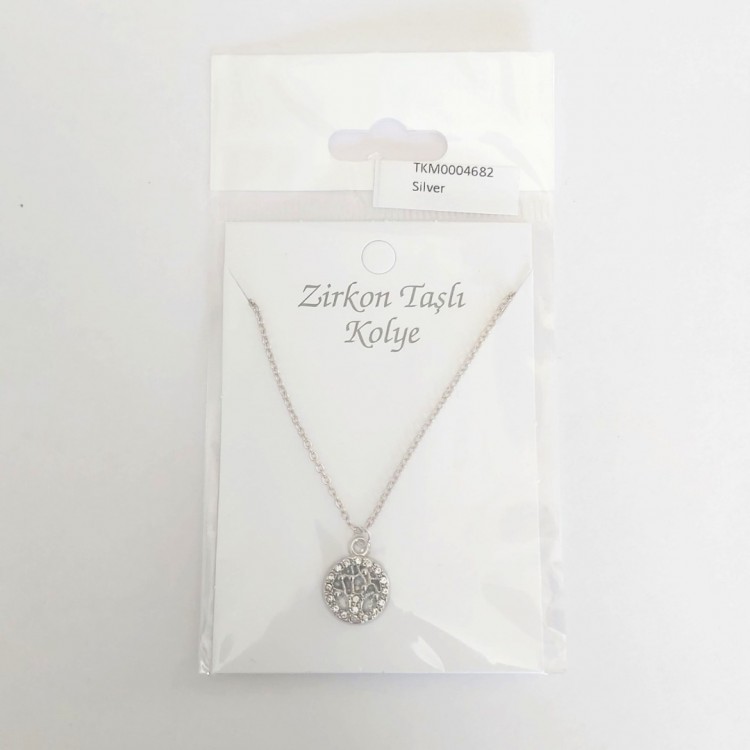 TKM0004682
Silver
Zirkon Taşlı
Kolye